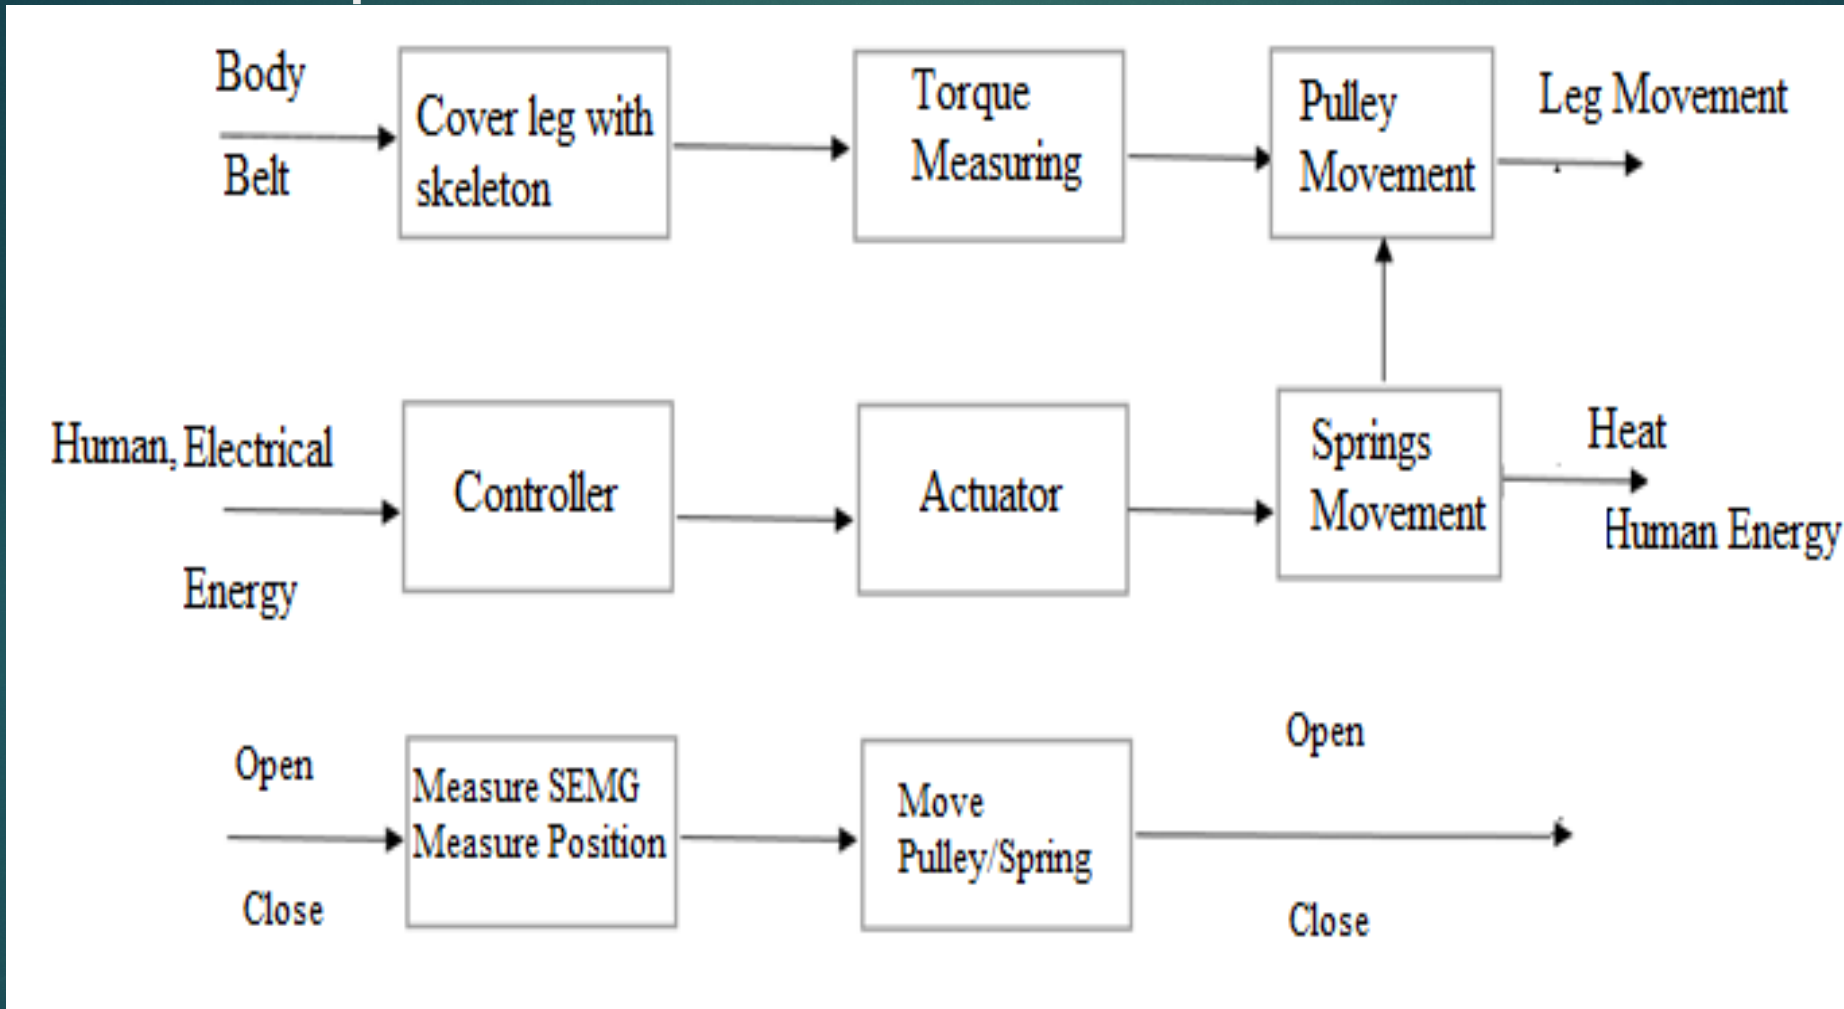 Body
Belt
Cover leg with
skeleton
Torque
Measuring
Pulley
Movement
Leg Movement
Human, Electrical
Energy
Controller
Actuator
Springs
Movement
Heat
Human Energy
Open
Close
Measure SEMG
Measure Position
Move
Pulley/Spring
Open
Close